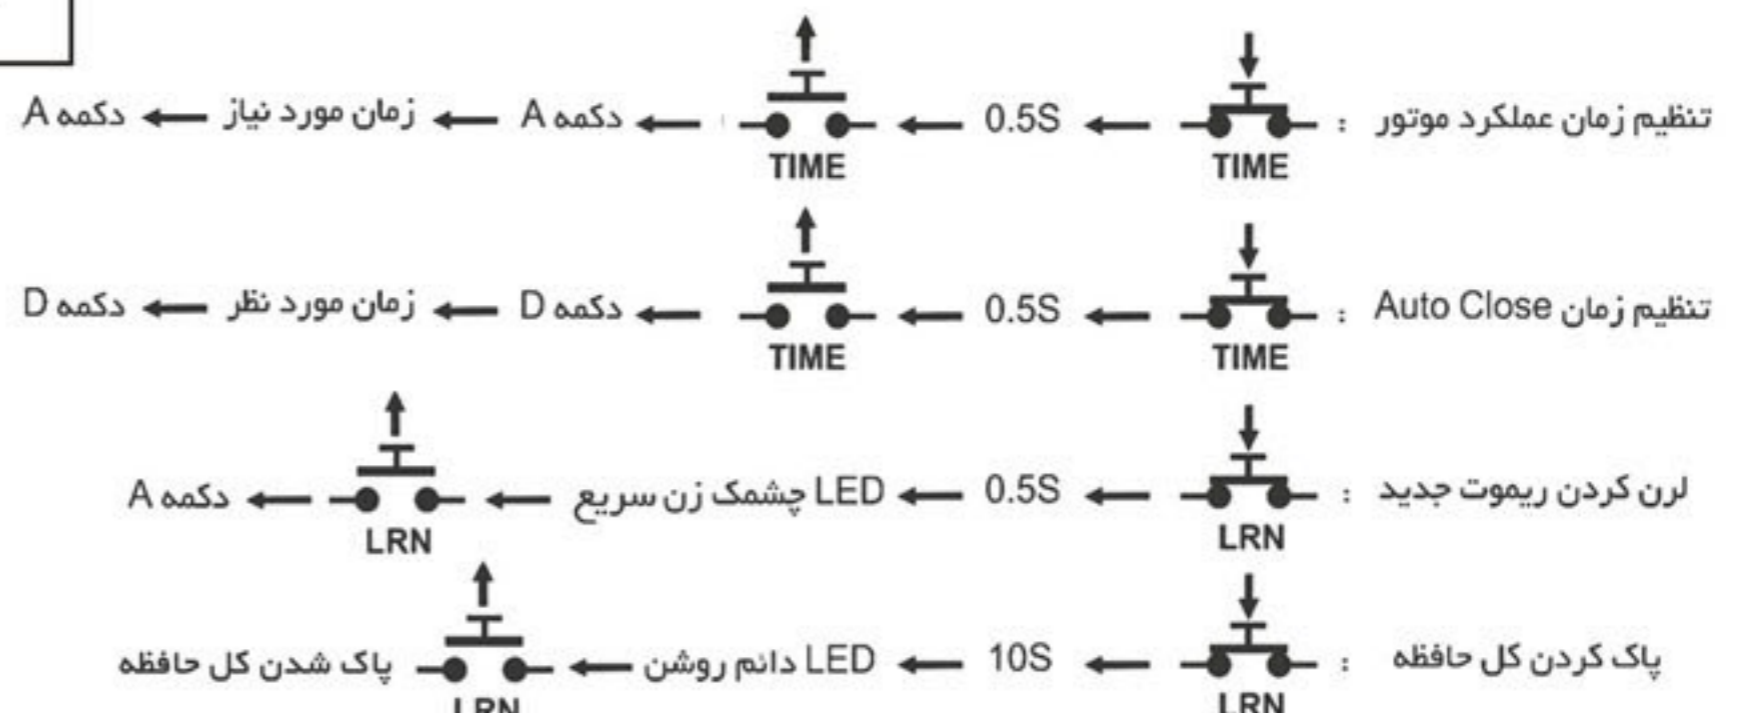 تنظیم زمان عملکرد موتور : ← 0.5S ← ← دکمه A ← زمان مورد نیاز ← دکمه A
TIME TIME
تنظیم زمان Auto Close : ← 0.5S ← ← دکمه D ← زمان مورد نظر ← دکمه D
TIME TIME
لرن کردن ریموت جدید : ← 0.5S ← LED چشمک زن سریع ← ← دکمه A
LRN LRN
پاک کردن کل حافظه : ← 10S ← LED دائم روشن ← پاک شدن کل حافظه
LRN LRN